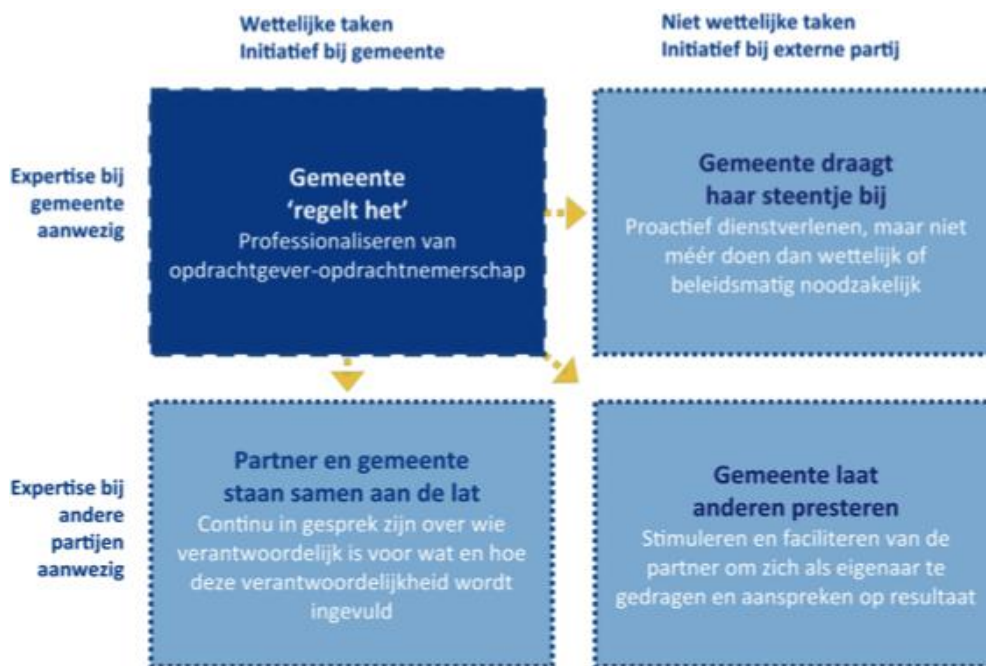 Wettelijke taken
Initiatief bij gemeente
Niet wettelijke taken
Initiatief bij externe partij
Expertise bij
gemeente
aanwezig
Gemeente
‘regelt het’
Professionaliseren van
opdrachtgever-opdrachtnemerschap
Gemeente draagt
haar steentje bij
Proactief dienstverlenen, maar niet
méér doen dan wettelijk of
beleidsmatig noodzakelijk
Expertise bij
andere
partijen
aanwezig
Partner en gemeente
staan samen aan de lat
Continu in gesprek zijn over wie
verantwoordelijk is voor wat en hoe
deze verantwoordelijkheid wordt
ingevuld
Gemeente laat
anderen presteren
Stimuleren en faciliteren van de
partner om zich als eigenaar te
gedragen en aanspreken op resultaat